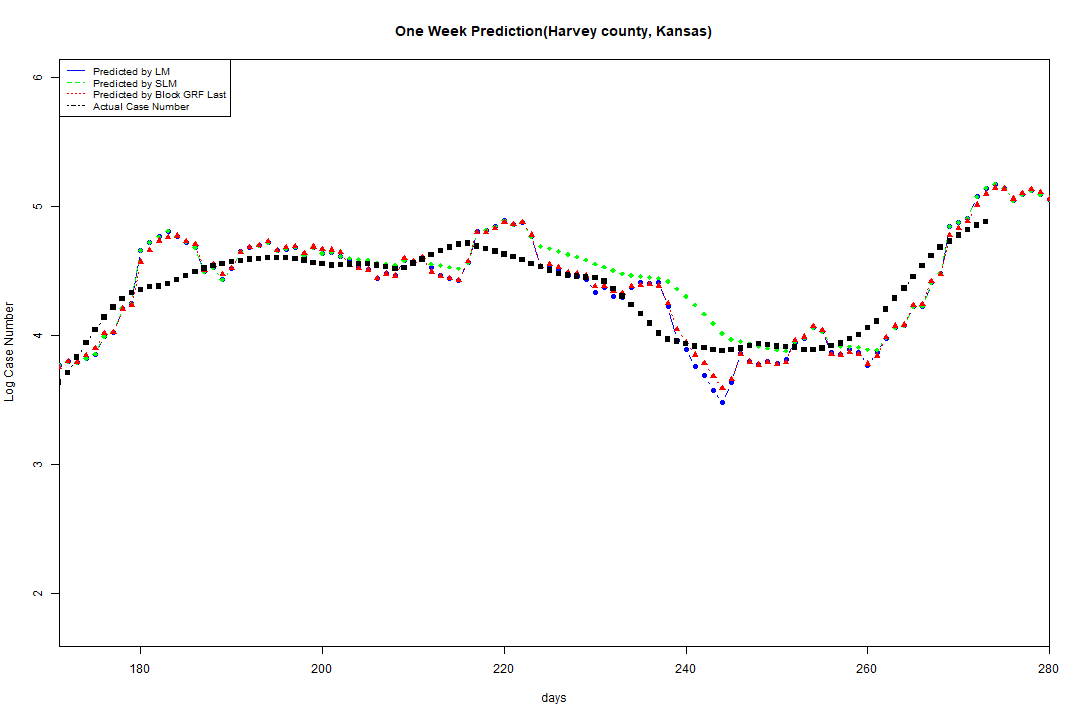 One Week Prediction(Harvey county, Kansas)
Predicted by LM
Predicted by SLM
Predicted by Block GRF Last
Actual Case Number
6
5
4
3
2
Log Case Number
180 200 220 240 260 280
days